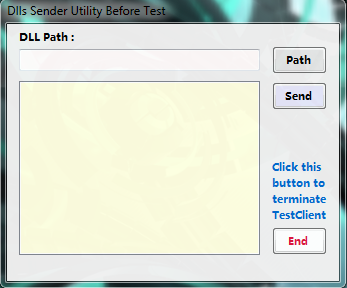 Dlls Sender Utility Before Test
DLL Path :
Path
Send
Click this
button to
terminate
TestClient
End